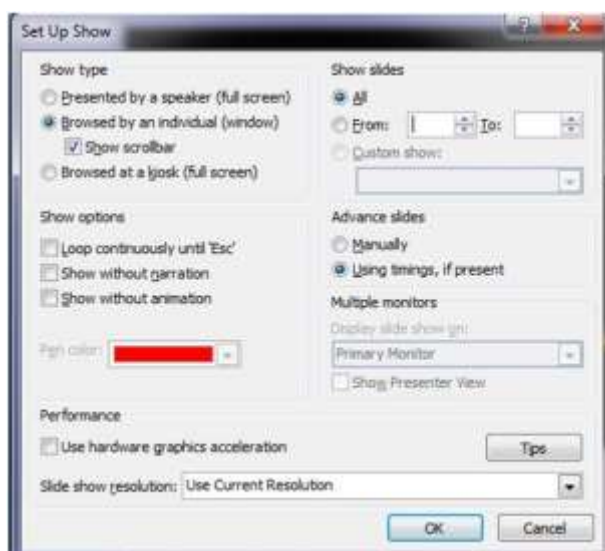 Set Up Show
Show type
Presented by a speaker (full screen)
Browsed by an individual (window)
Show scrollbar
Browsed at a kiosk (full screen)
Show slides
All
From: To:
Custom show:
Show options
Loop continuously until 'Esc'
Show without narration
Show without animation
Pen color:
Advance slides
Manually
Using timings, if present
Multiple monitors
Display slide show on:
Primary Monitor
Show Presenter View
Performance
Use hardware graphics acceleration
Tips
Slide show resolution: Use Current Resolution
OK Cancel